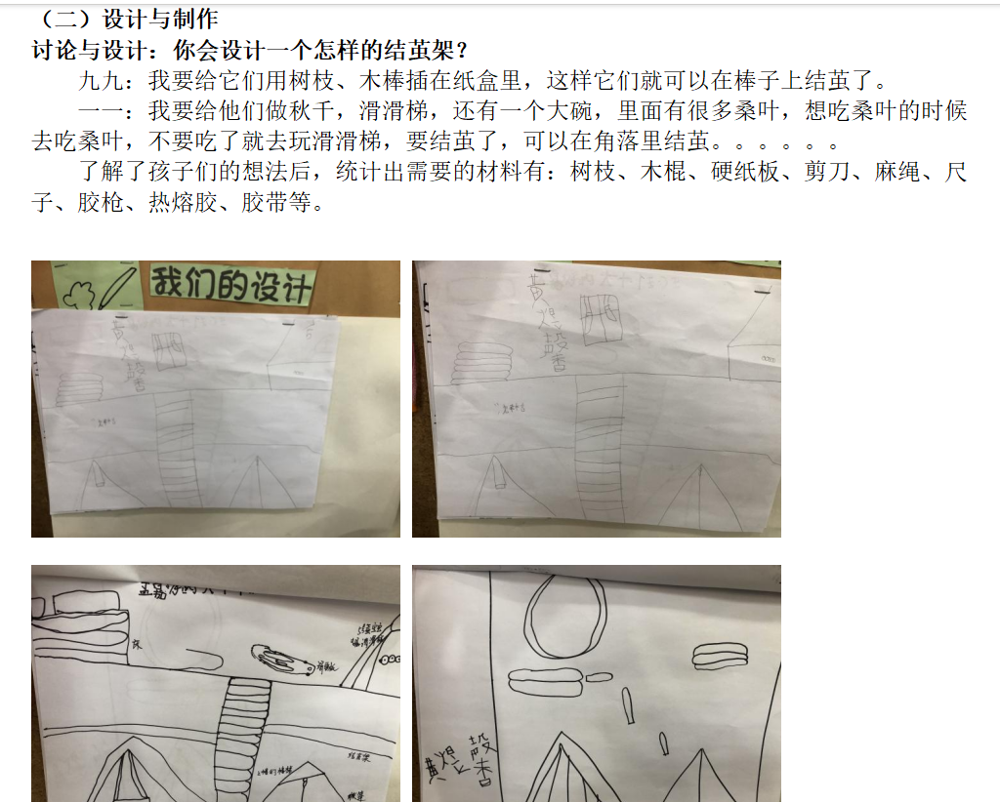 （二）设计与制作
讨论与设计：你会设计一个怎样的结茧架？
九九：我要给它们用树枝、木棒插在纸盒里，这样它们就可以在棒子上结茧了。
一一：我要给他们做秋千，滑滑梯，还有一个大碗，里面有很多桑叶，想吃桑叶的时候
去吃桑叶，不要吃了就去玩滑滑梯，要结茧了，可以在角落里结茧。。。。。。
了解了孩子们的想法后，统计出需要的材料有：树枝、木棍、硬纸板、剪刀、麻绳、尺
子、胶枪、热熔胶、胶带等。
我们的设计
床
滑板
结茧架